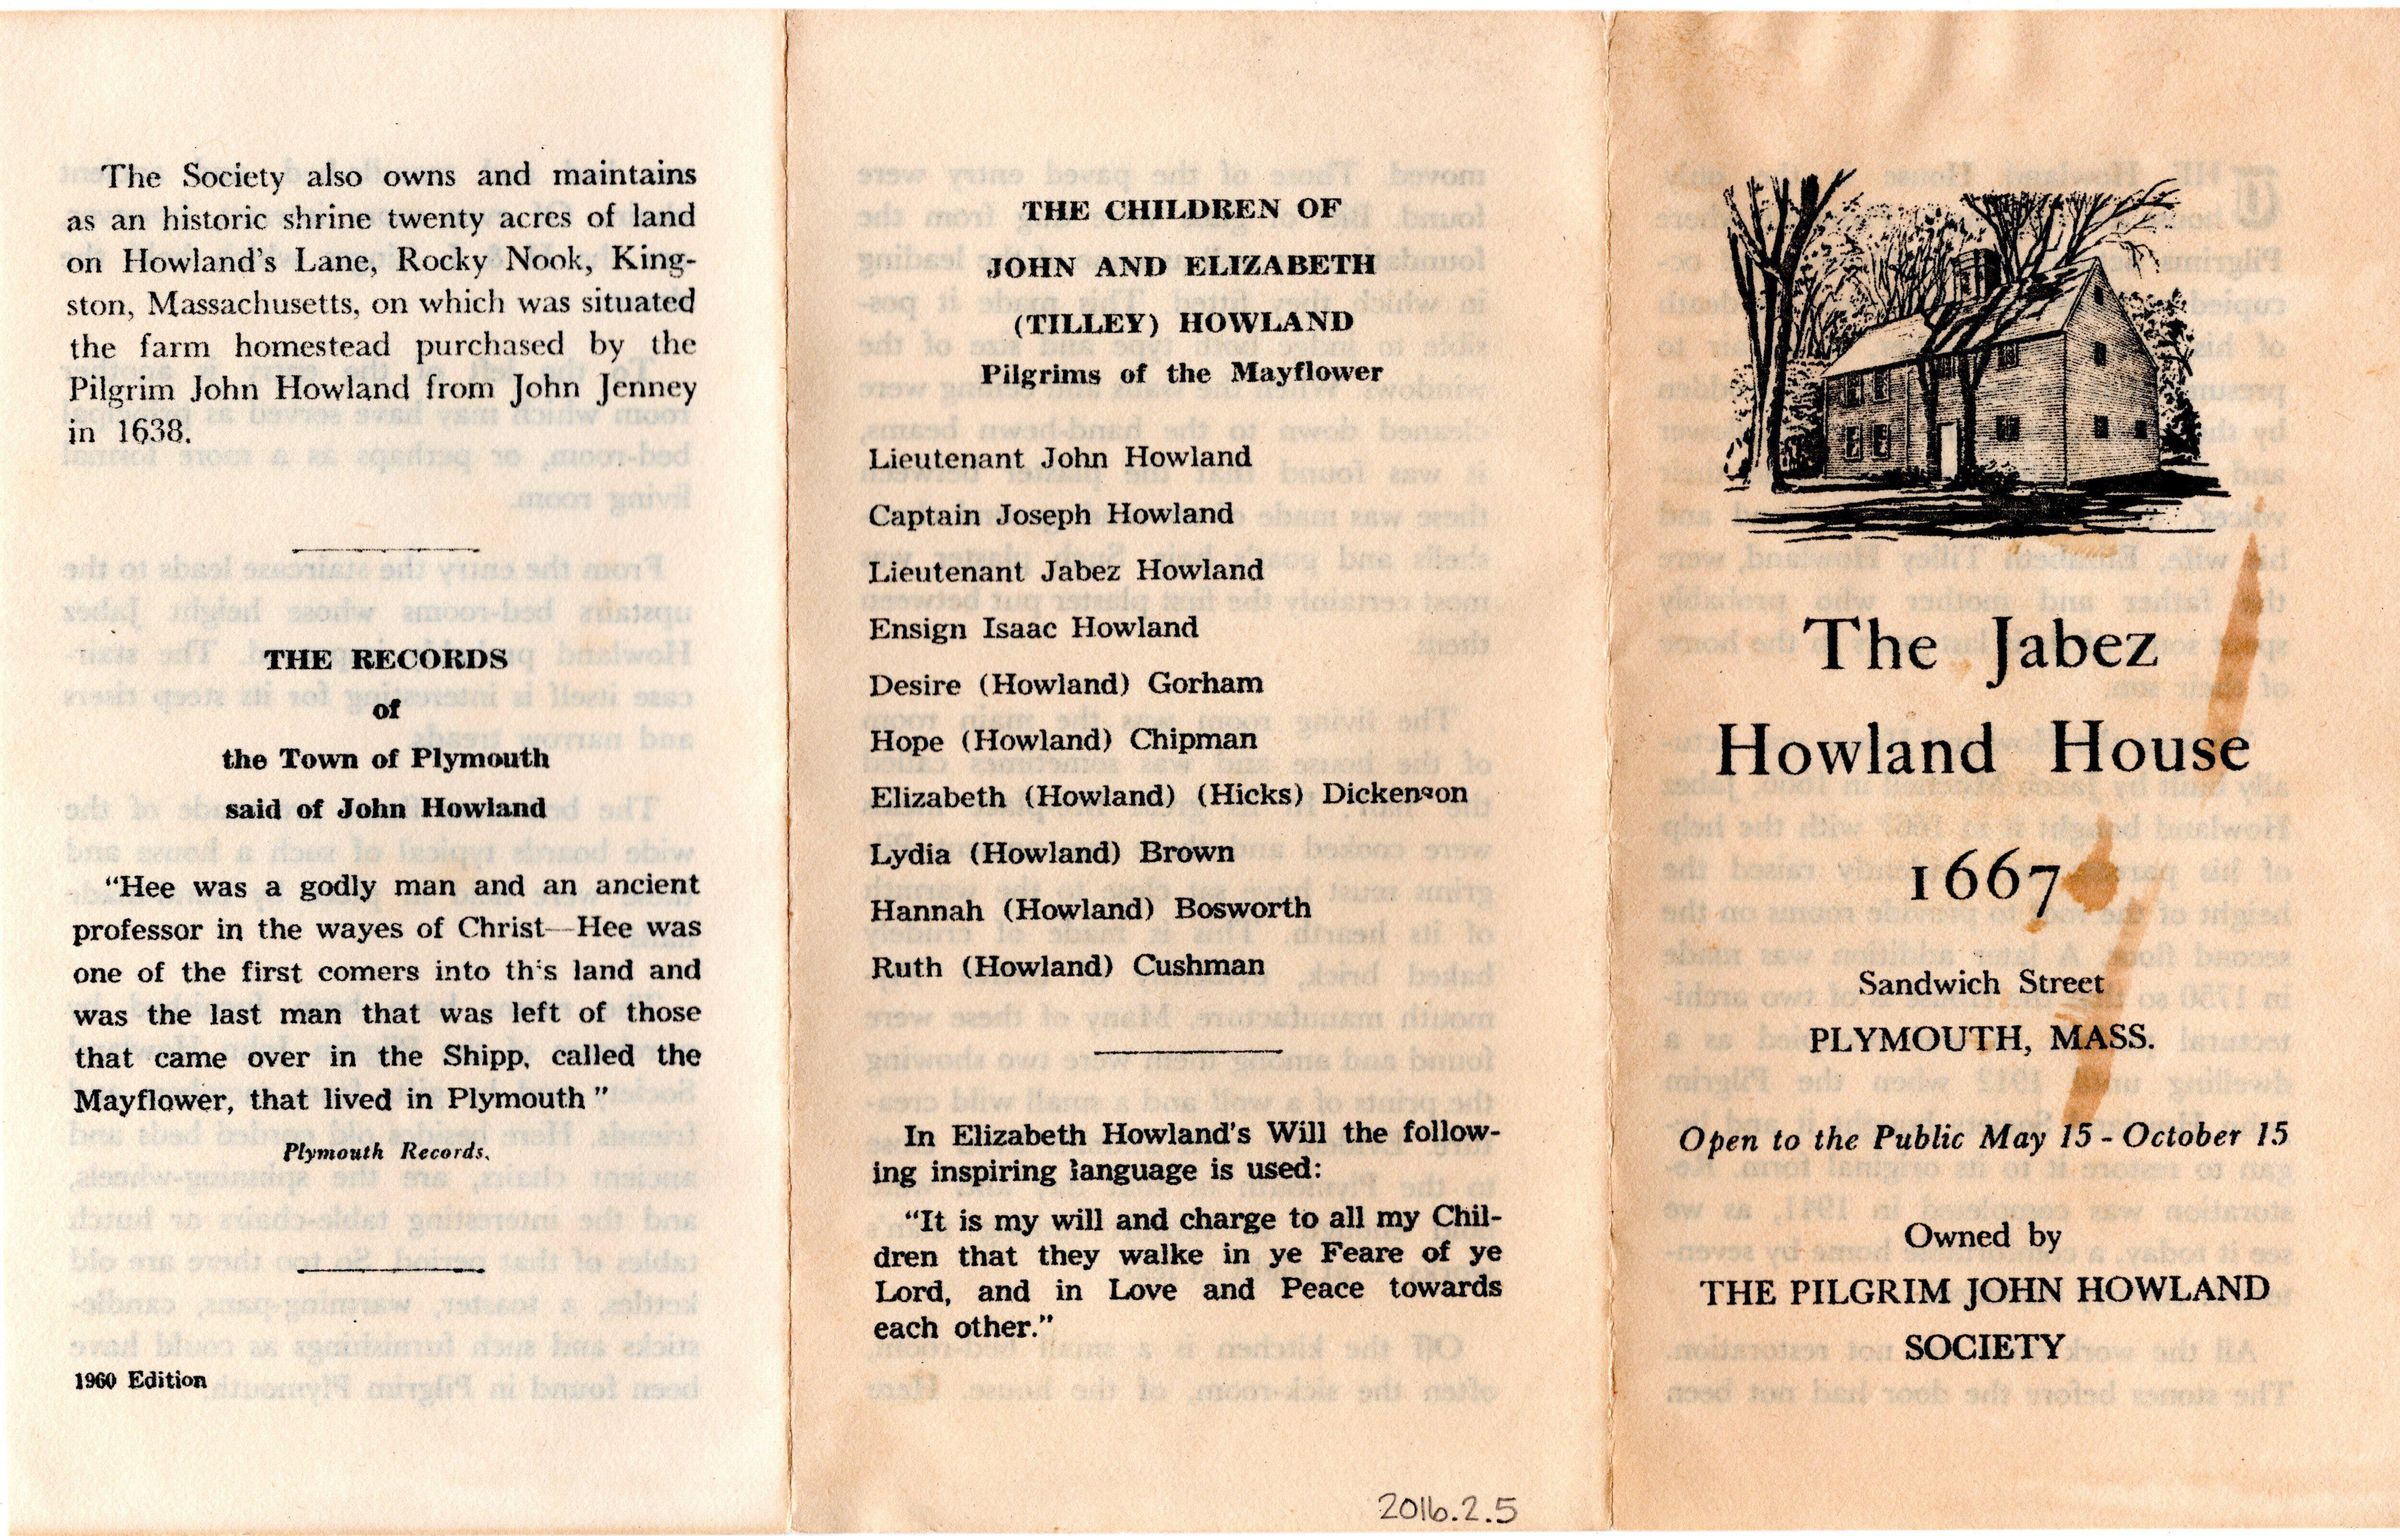 The Society also owns and maintains
as an historic shrine twenty acres of land
on Howland's Lane, Rocky Nook, King-
ston, Massachusetts, on which was situated
the farm homestead purchased by the
Pilgrim John Howland from John Jenney
in 1638.
THE RECORDS
of
the Town of Plymouth
said of John Howland
"Hee was a godly man and an ancient
professor in the wayes of Christ—Hee was
one of the first comers into this land and
was the last man that was left of those
that came over in the Shipp, called the
Mayflower, that lived in Plymouth"
Plymouth Records.
1960 Edition
THE CHILDREN OF
JOHN AND ELIZABETH
(TILLEY) HOWLAND
Pilgrims of the Mayflower
Lieutenant John Howland
Captain Joseph Howland
Lieutenant Jabez Howland
Ensign Isaac Howland
Desire (Howland) Gorham
Hope (Howland) Chipman
Elizabeth (Howland) (Hicks) Dickenson
Lydia (Howland) Brown
Hannah (Howland) Bosworth
Ruth (Howland) Cushman
In Elizabeth Howland's Will the follow-
ing inspiring language is used:
"It is my will and charge to all my Chil-
dren that they walke in ye Feare of ye
Lord, and in Love and Peace towards
each other."
2016.2.5
The Jabez
Howland House
1667
Sandwich Street
PLYMOUTH, MASS.
Open to the Public May 15 - October 15
Owned by
THE PILGRIM JOHN HOWLAND
SOCIETY